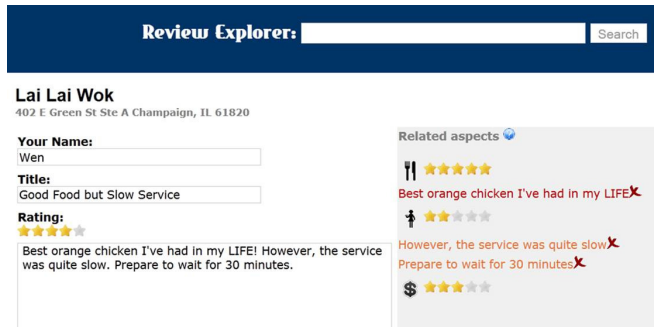 Review Explorer:
Search
Lai Lai Wok
402 E Green St Ste A Champaign, IL 61820
Your Name:
Wen
Title:
Good Food but Slow Service
Rating:
Best orange chicken I've had in my LIFE! However, the service
was quite slow. Prepare to wait for 30 minutes.
Related aspects
Best orange chicken I've had in my LIFE
However, the service was quite slow
Prepare to wait for 30 minutes
$